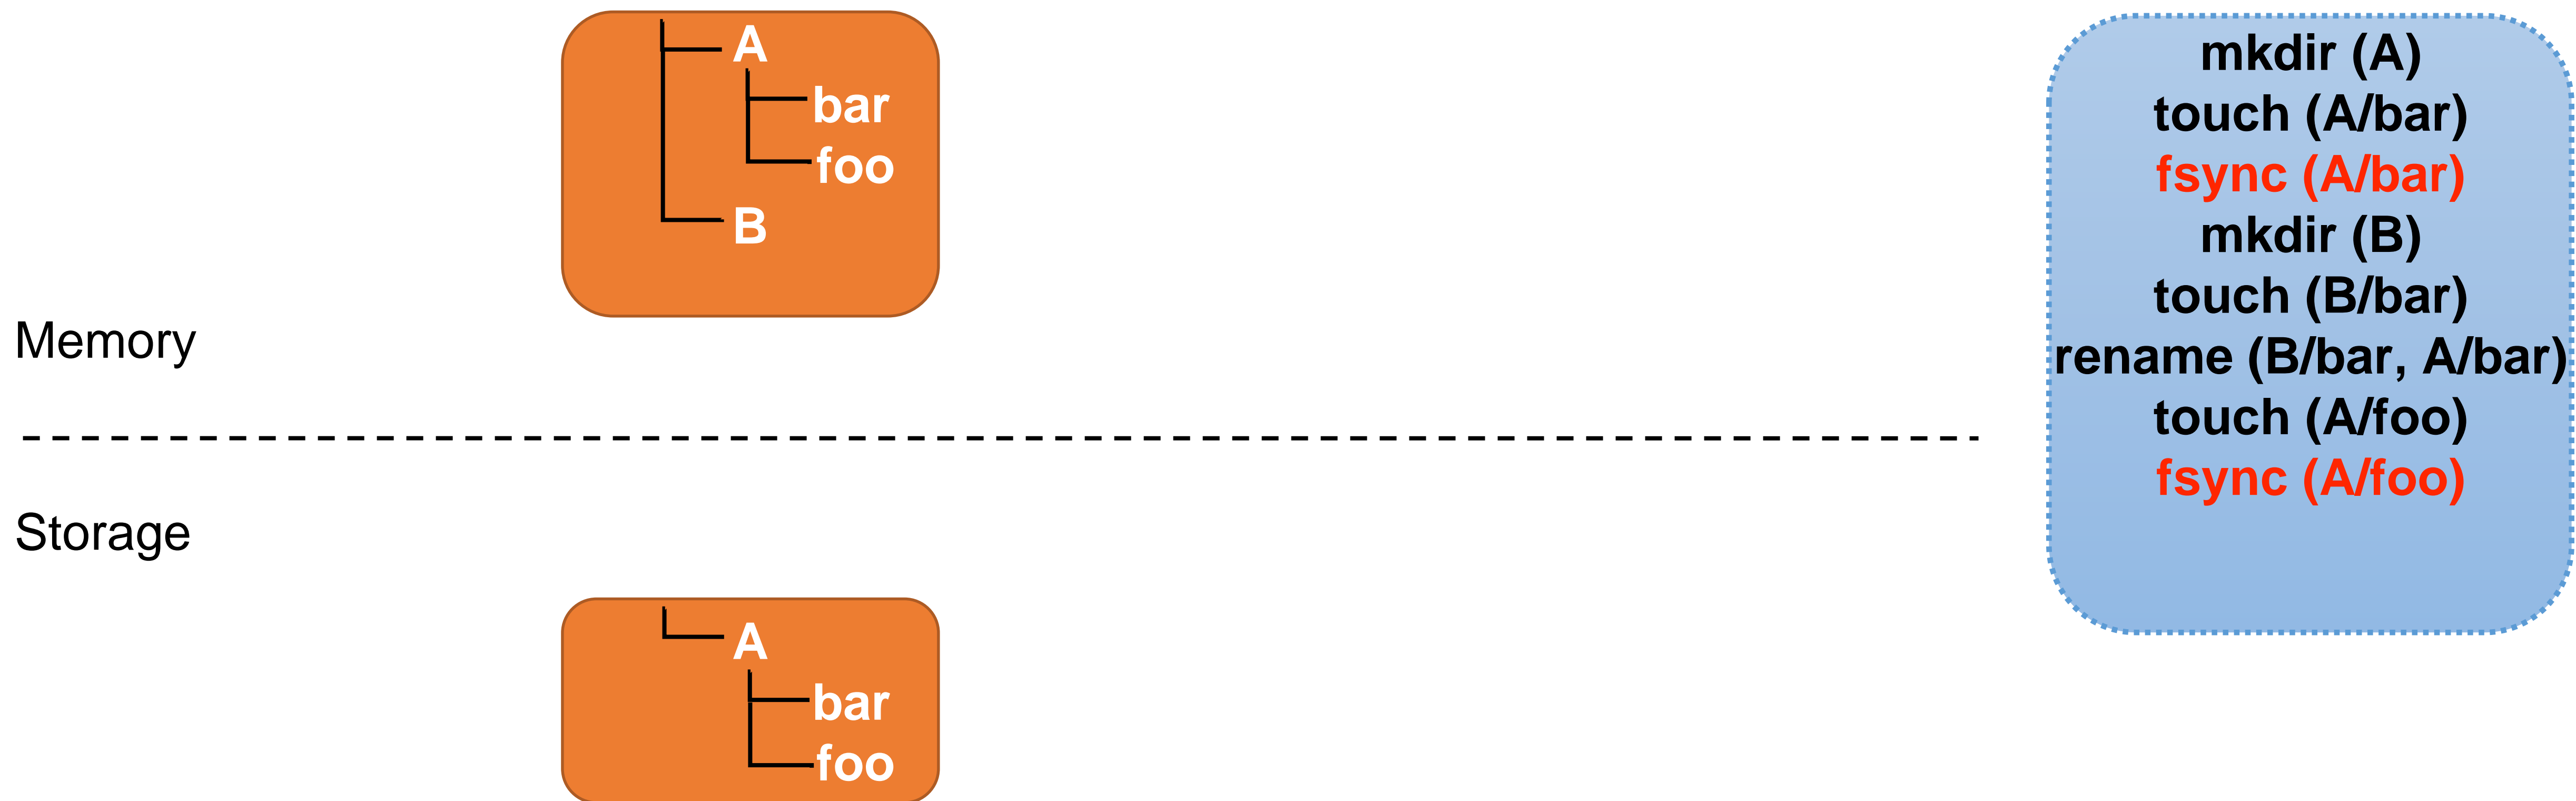 A
bar
foo
B
Memory
Storage
A
bar
foo
mkdir (A)
touch (A/bar)
fsync (A/bar)
mkdir (B)
touch (B/bar)
rename (B/bar, A/bar)
touch (A/foo)
fsync (A/foo)